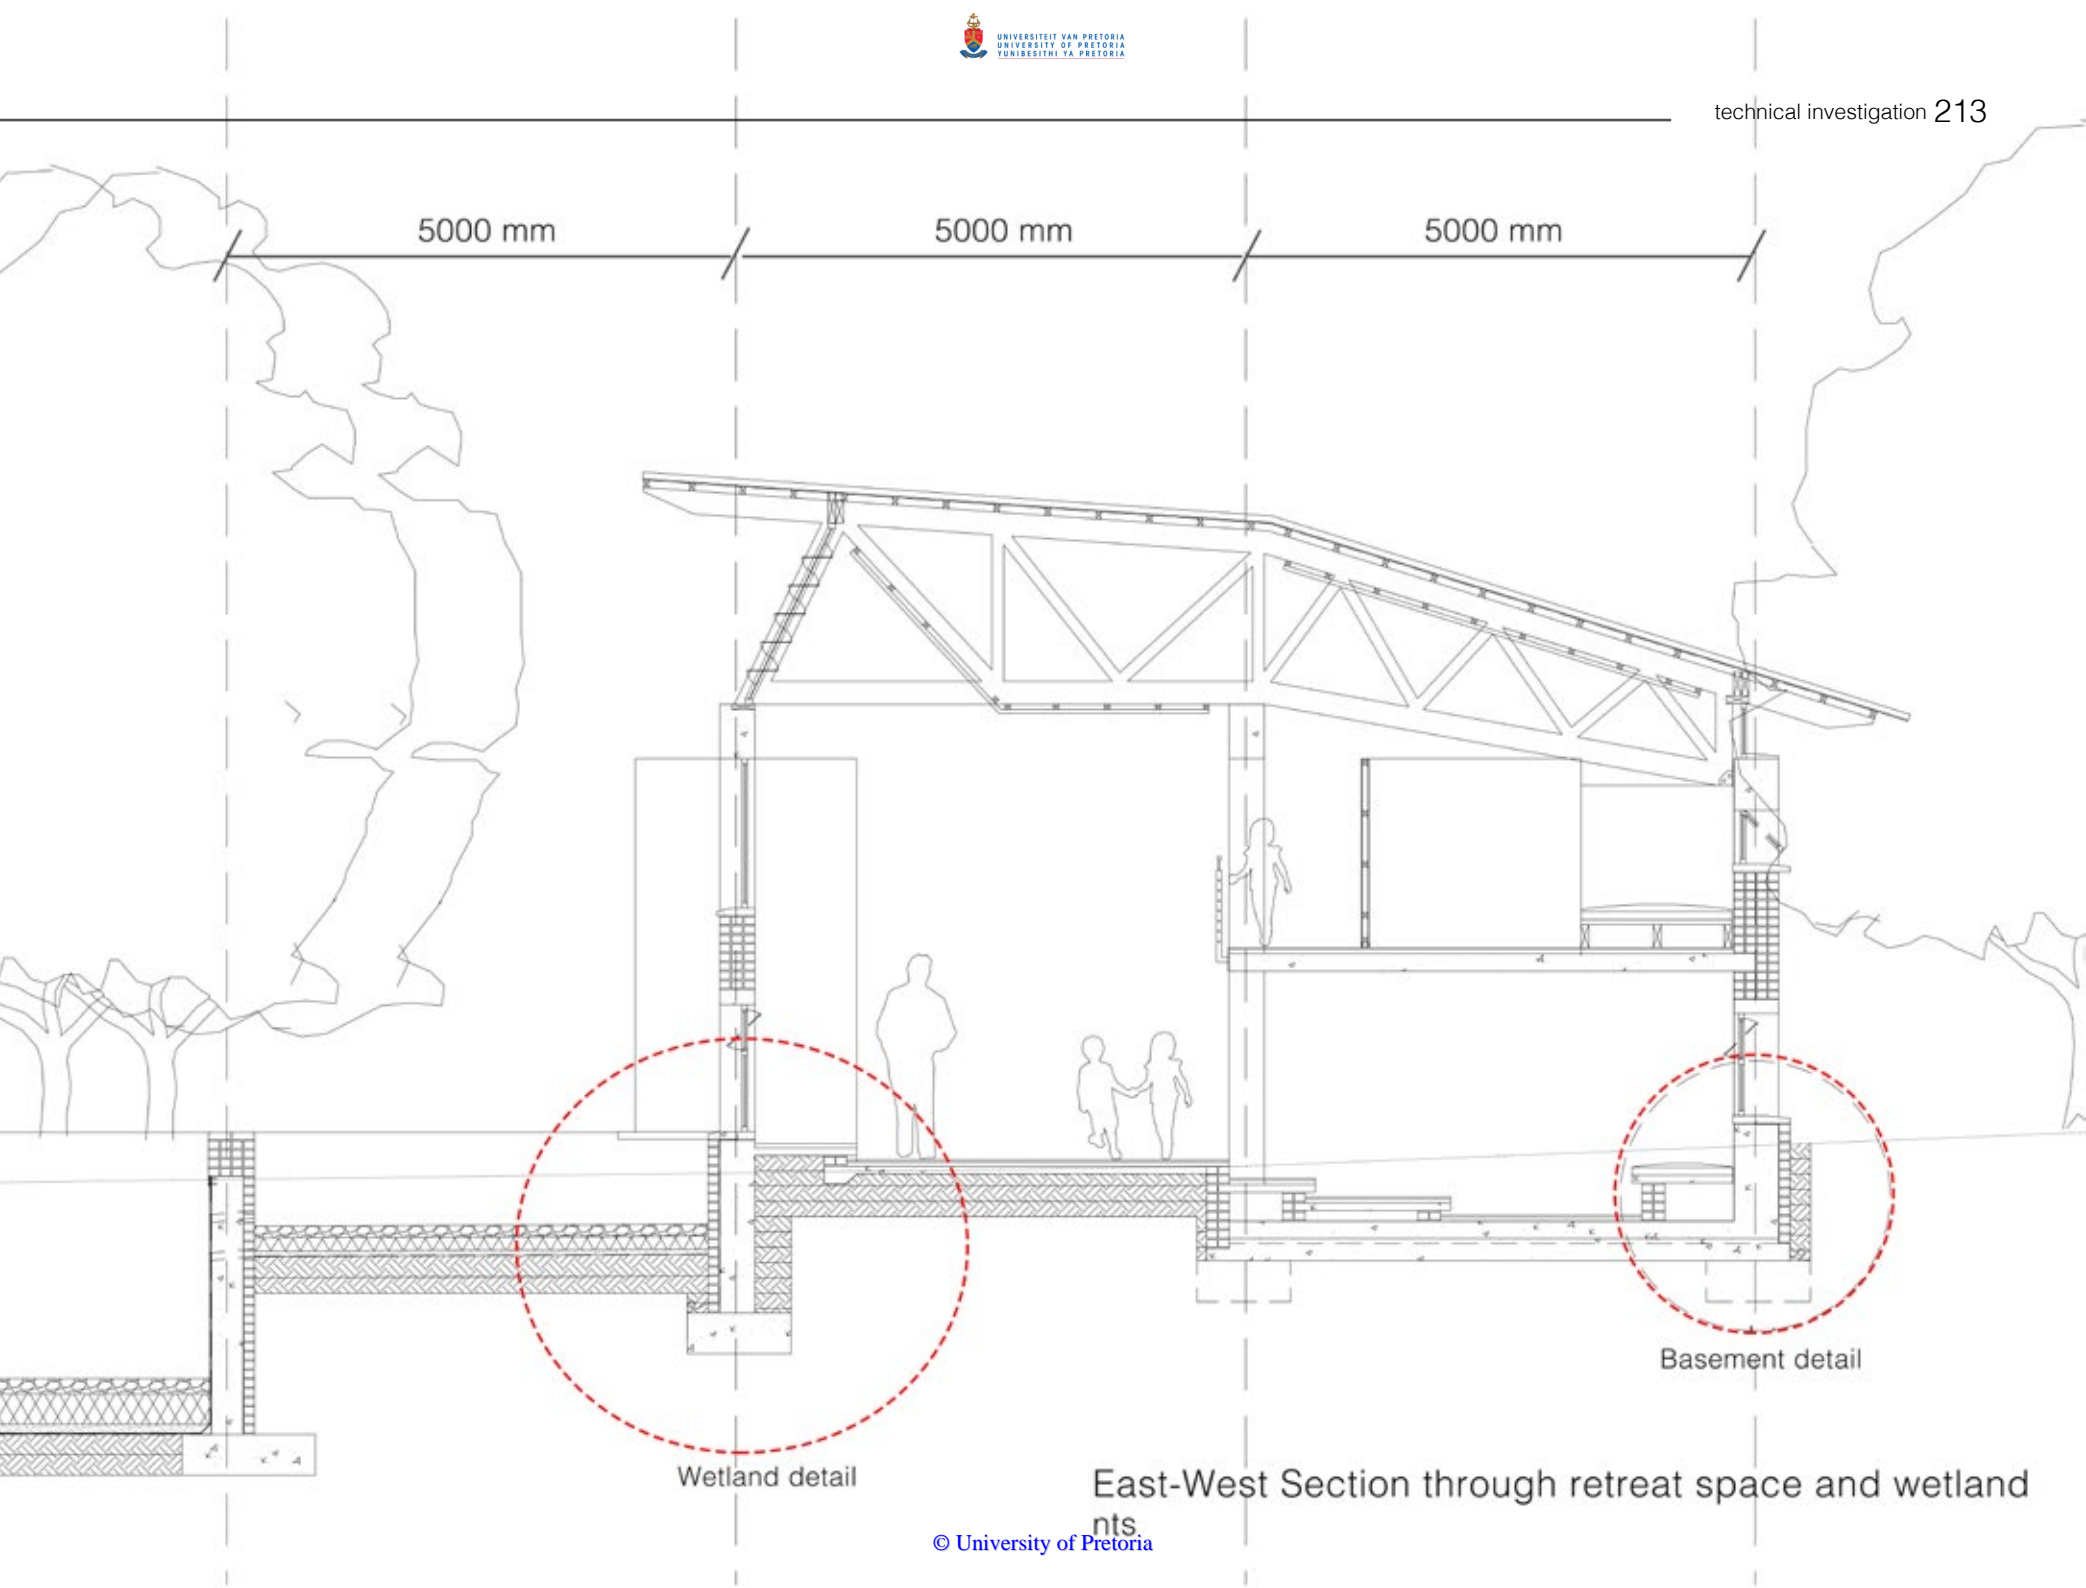 UNIVERSITEIT VAN PRETORIA
UNIVERSITY OF PRETORIA
YUNIBESITHI YA PRETORIA
technical investigation 213
5000 mm
5000 mm
5000 mm
Basement detail
Wetland detail
East-West Section through retreat space and wetland
nts
© University of Pretoria